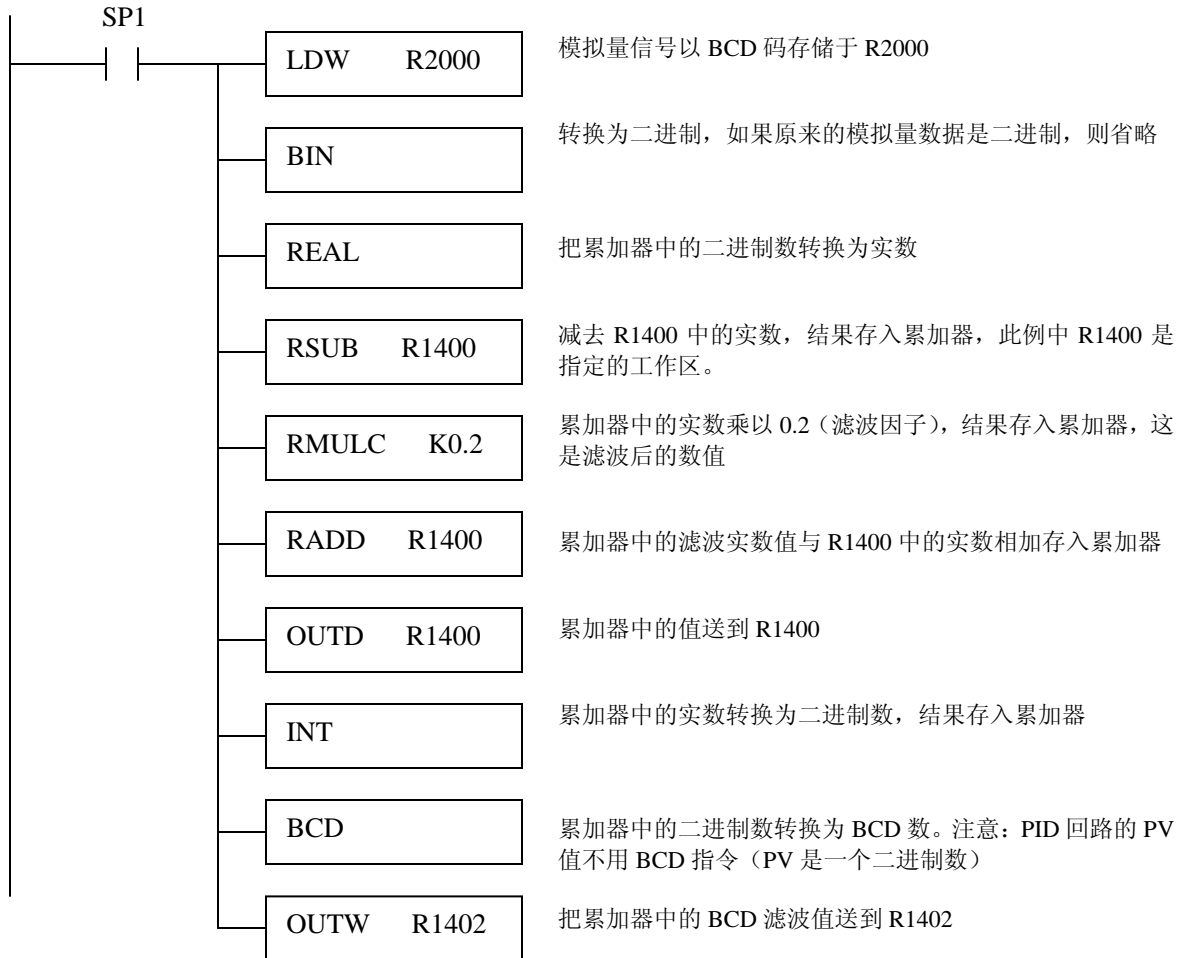 SP1
LDW R2000
模拟量信号以 BCD 码存储于 R2000
BIN
转换为二进制，如果原来的模拟量数据是二进制，则省略
REAL
把累加器中的二进制数转换为实数
RSUB R1400
减去 R1400 中的实数，结果存入累加器，此例中 R1400 是
指定的工作区。
RMULC K0.2
累加器中的实数乘以 0.2（滤波因子），结果存入累加器，这
是滤波后的数值
RADD R1400
累加器中的滤波实数值与 R1400 中的实数相加存入累加器
OUTD R1400
累加器中的值送到 R1400
INT
累加器中的实数转换为二进制数，结果存入累加器
BCD
累加器中的二进制数转换为 BCD 数。注意：PID 回路的 PV
值不用 BCD 指令（PV 是一个二进制数）
OUTW R1402
把累加器中的 BCD 滤波值送到 R1402